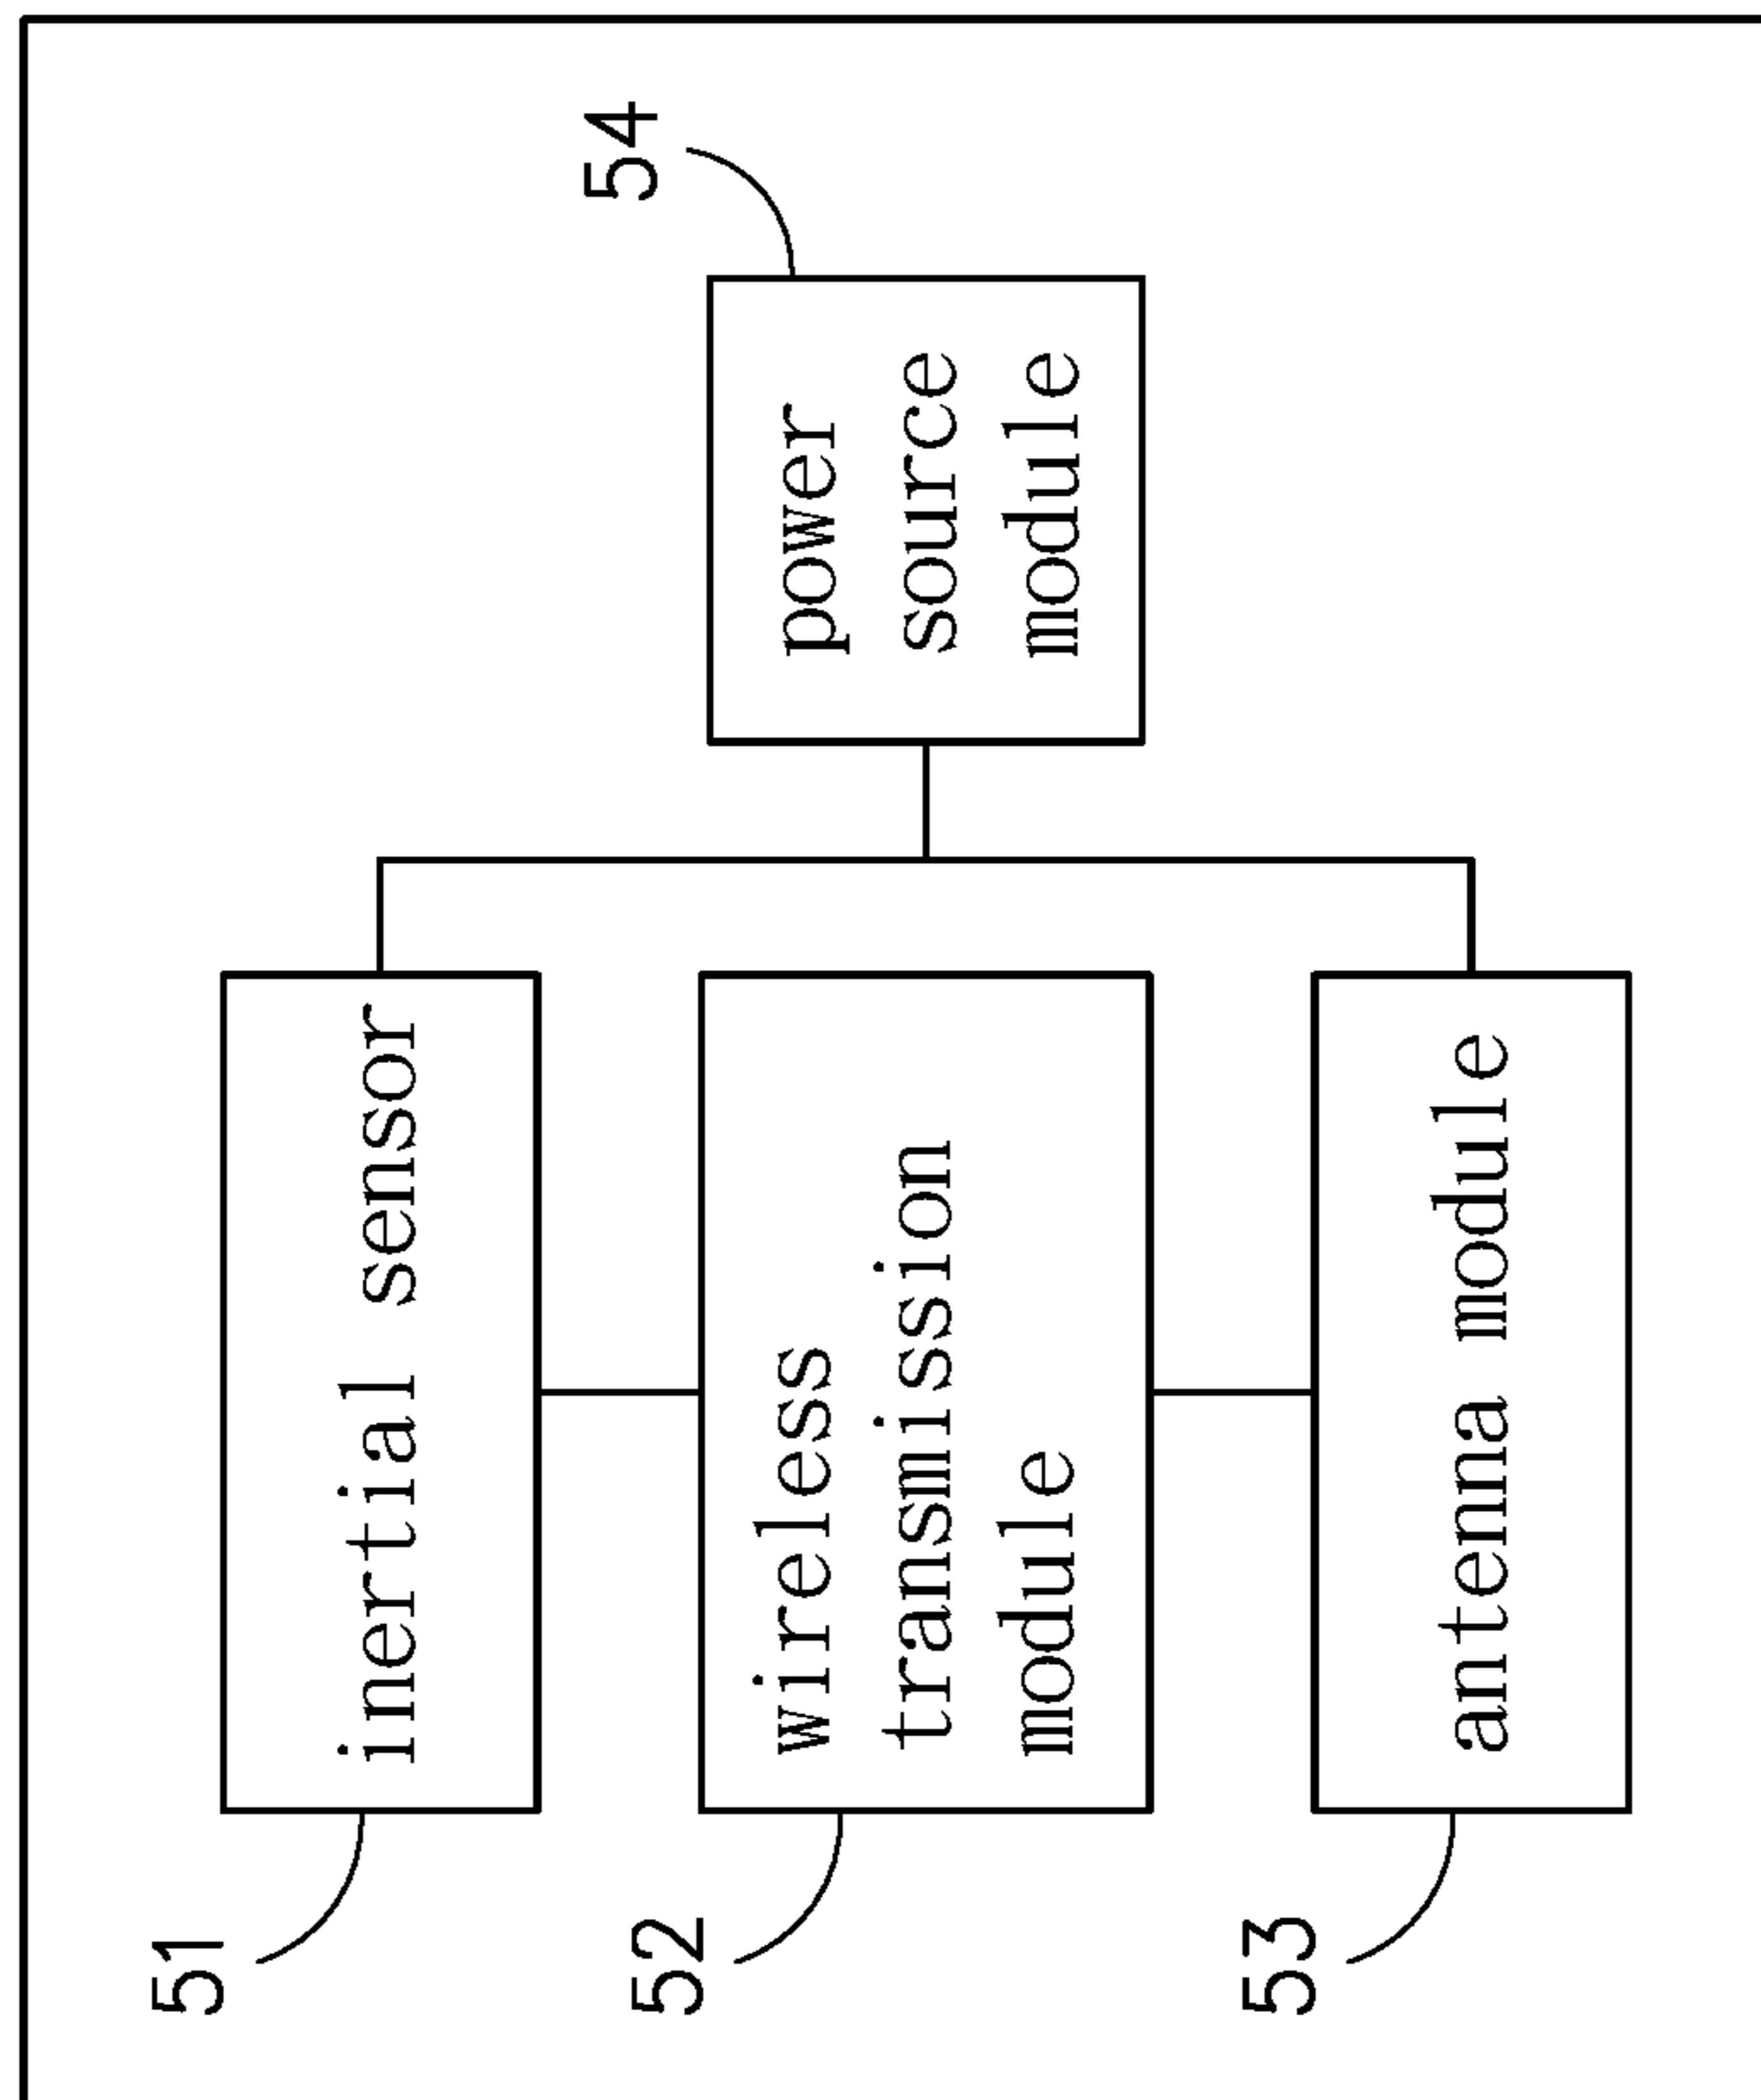 51
inertial sensor
52
wireless
transmission
module
53
antenna module
54
power
source
module